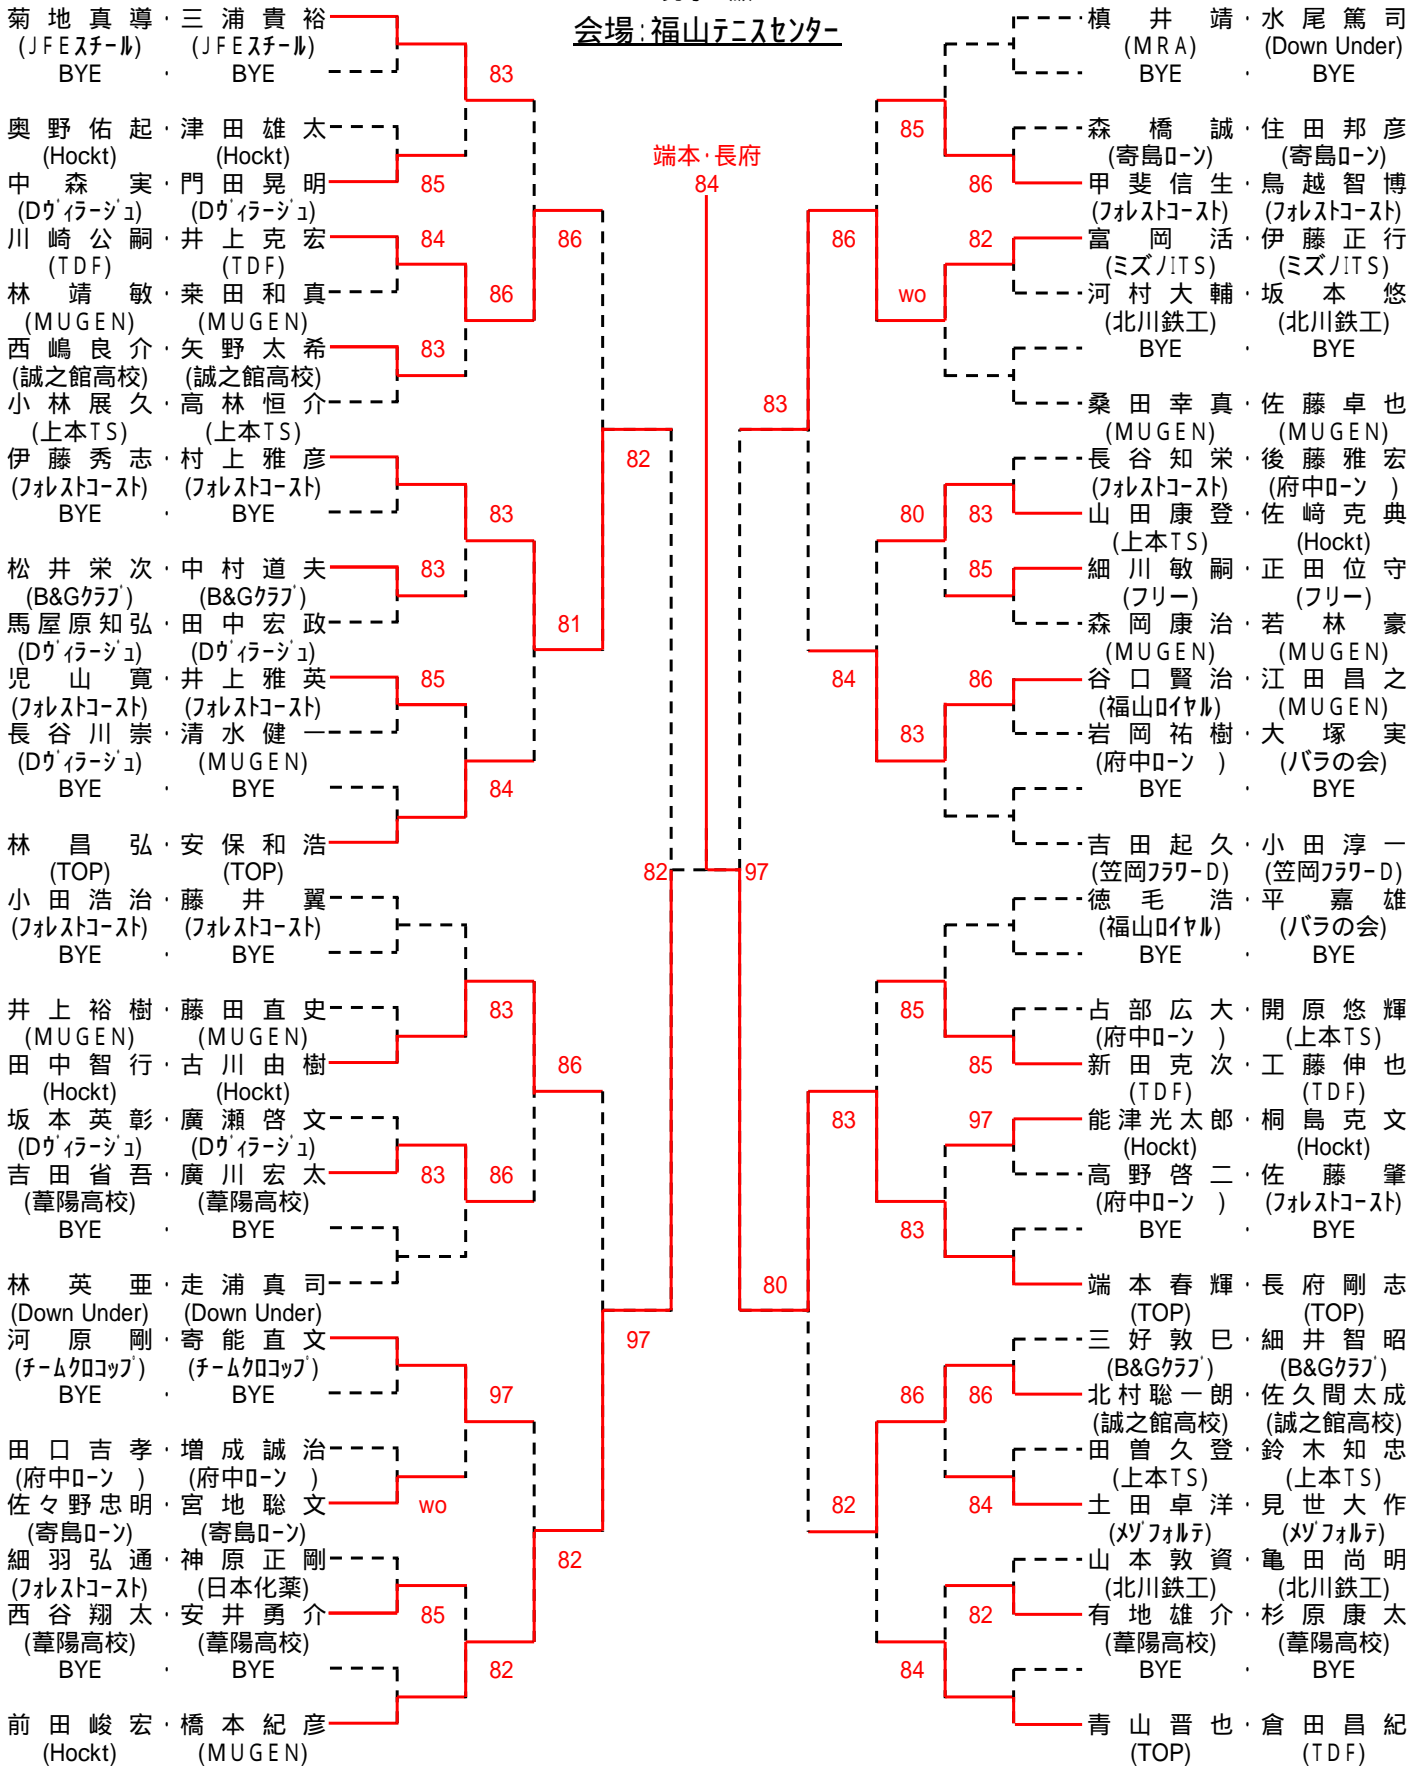 会場:福山テニスセンター
菊地真導・三浦貴裕
(JFEスチール) (JFEスチール)
BYE ・ BYE
83
奥野佑起・津田雄太
(Hockt) (Hockt)
中森実・門田晃明
85
(Dヴィラージュ) (Dヴィラージュ)
川崎公嗣・井上克宏
84
86
(TDF) (TDF)
林靖敏・来田和真
86
(MUGEN) (MUGEN)
西嶋良介・矢野太希
83
(誠之館高校) (誠之館高校)
小林展久・高林恒介
(上本TS) (上本TS)
伊藤秀志・村上雅彦
82
(フォレストコースト) (フォレストコースト)
BYE ・ BYE
83
松井栄次・中村道夫
83
(B&Gクラブ) (B&Gクラブ)
馬屋原知弘・田中宏政
81
(Dヴィラージュ) (Dヴィラージュ)
児山寛・井上雅英
85
(フォレストコースト) (フォレストコースト)
長谷川崇・清水健一
(Dヴィラージュ) (MUGEN)
BYE ・ BYE
84
林昌弘・安保和浩
(TOP) (TOP)
82
小田浩治・藤井翼
(フォレストコースト) (フォレストコースト)
BYE ・ BYE
井上裕樹・藤田直史
83
(MUGEN) (MUGEN)
田中智行・古川由樹
86
(Hockt) (Hockt)
坂本英彰・廣瀬啓文
(Dヴィラージュ) (Dヴィラージュ)
吉田省吾・廣川宏太
83
86
(葦陽高校) (葦陽高校)
BYE ・ BYE
林英亜・走浦真司
(Down Under) (Down Under)
河原剛・寄能直文
97
(チームクロコップ) (チームクロコップ)
BYE ・ BYE
97
田口吉孝・増成誠治
(府中ローン ) (府中ローン )
佐々野忠明・宮地聡文
wo
(寄島ローン) (寄島ローン)
細羽弘通・神原正剛
82
(フォレストコースト) (日本化薬)
西谷翔太・安井勇介
85
(葦陽高校) (葦陽高校)
BYE ・ BYE
82
前田峻宏・橋本紀彦
(Hockt) (MUGEN)
端本・長府
84
槙井靖・水尾篤司
(MRA) (Down Under)
BYE ・ BYE
森橋誠・住田邦彦
85
(寄島ローン) (寄島ローン)
甲斐信生・鳥越智博
86
(フォレストコースト) (フォレストコースト)
富岡活・伊藤正行
86
82
(ミズノITS) (ミズノITS)
河村大輔・坂本悠
wo
(北川鉄工) (北川鉄工)
BYE ・ BYE
桑田幸真・佐藤卓也
83
(MUGEN) (MUGEN)
長谷知栄・後藤雅宏
(フォレストコースト) (府中ローン )
山田康登・佐﨑克典
80
83
(上本TS) (Hockt)
細川敏嗣・正田位守
85
(フリー) (フリー)
森岡康治・若林豪
(MUGEN) (MUGEN)
谷口賢治・江田昌之
84
86
(福山ロイヤル) (MUGEN)
岩岡祐樹・大塚実
83
(府中ローン ) (バラの会)
BYE ・ BYE
吉田起久・小田淳一
(笠岡フラワーD) (笠岡フラワーD)
97
徳毛浩・平嘉雄
(福山ロイヤル) (バラの会)
BYE ・ BYE
占部広大・開原悠輝
85
(府中ローン ) (上本TS)
新田克次・工藤伸也
85
(TDF) (TDF)
能津光太郎・桐島克文
83
97
(Hockt) (Hockt)
高野啓二・佐藤肇
(府中ローン ) (フォレストコースト)
BYE ・ BYE
83
端本春輝・長府剛志
80
(TOP) (TOP)
三好敦巳・細井智昭
(B&Gクラブ) (B&Gクラブ)
北村聡一朗・佐久間太成
86
86
(誠之館高校) (誠之館高校)
田曽久登・鈴木知忠
(上本TS) (上本TS)
土田卓洋・見世大作
82
84
(メゾフォルテ) (メゾフォルテ)
山本敦資・亀田尚明
(北川鉄工) (北川鉄工)
有地雄介・杉原康太
82
(葦陽高校) (葦陽高校)
BYE ・ BYE
84
青山晋也・倉田昌紀
(TOP) (TDF)